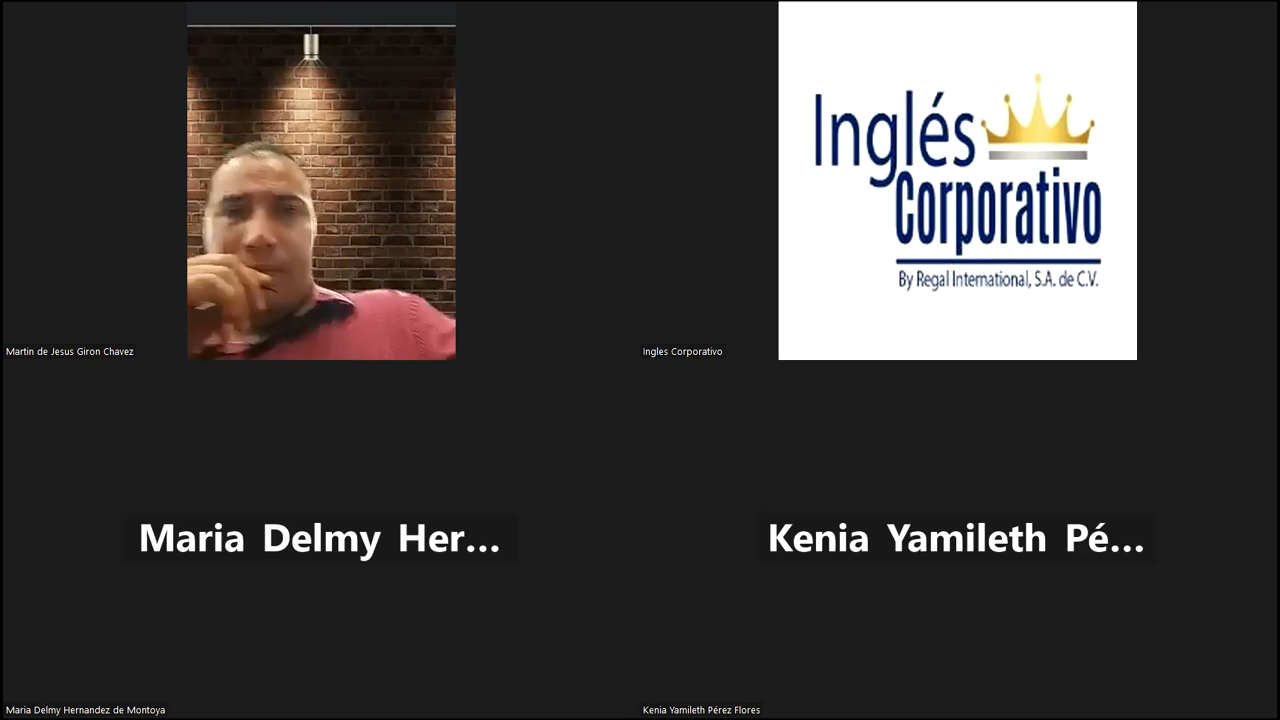 Inglés
Corporativo
By Regal International, S.A. de C.V.
Martin de Jesus Giron Chavez
Ingles Corporativo
Maria Delmy Her...
Kenia Yamileth Pé...
Maria Delmy Hernandez de Montoya
Kenia Yamileth Pérez Flores